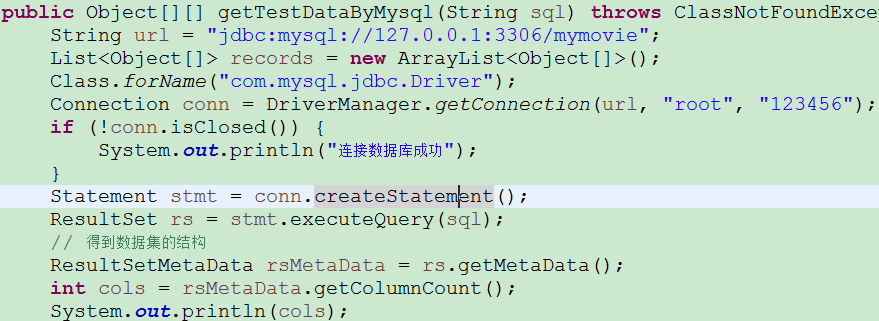 public Object[][] getTestDataByMysql(String sql) throws ClassNotFoundExce
String url = "jdbc:mysql://127.0.0.1:3306/mymovie";
List<Object[]> records = new ArrayList<Object[]>();
Class.forName("com.mysql.jdbc.Driver");
Connection conn = DriverManager.getConnection(url, "root", "123456");
if (!conn.isClosed()) {
System.out.println("连接数据库成功");
}
Statement stmt = conn.createStatement();
ResultSet rs = stmt.executeQuery(sql);
// 得到数据集的结构
ResultSetMetaData rsMetaData = rs.getMetaData();
int cols = rsMetaData.getColumnCount();
System.out.println(cols);